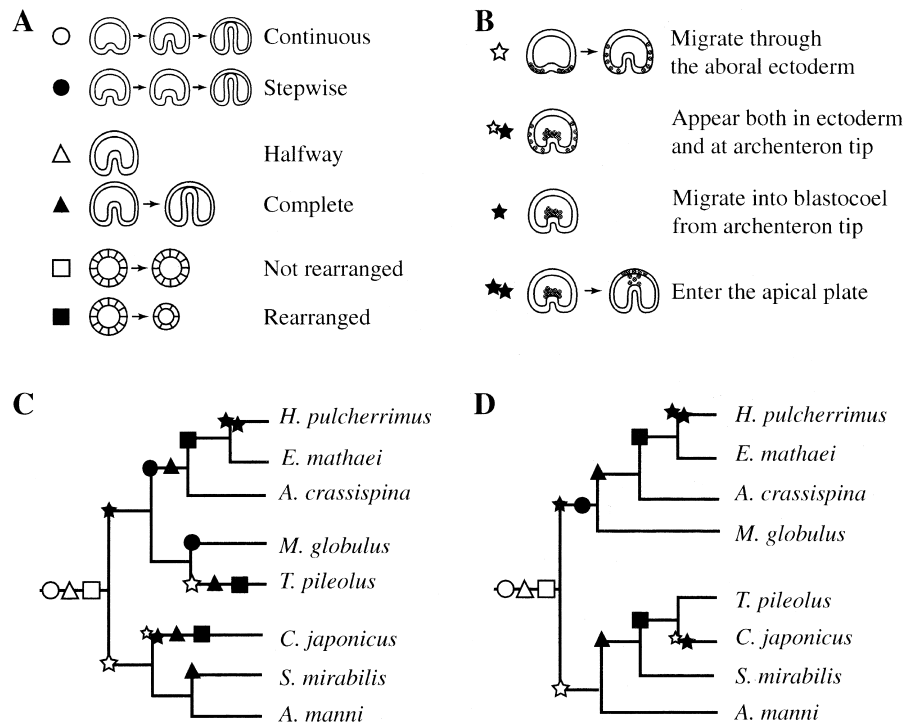 A
Continuous
Stepwise
Halfway
Complete
Not rearranged
Rearranged
B
Migrate through
the aboral ectoderm
Appear both in ectoderm
and at archenteron tip
Migrate into blastocoel
from archenteron tip
Enter the apical plate
C
H. pulcherrimus
E. mathaei
A. crassispina
M. globulus
T. pileolus
C. japonicus
S. mirabilis
A. manni
D
H. pulcherrimus
E. mathaei
A. crassispina
M. globulus
T. pileolus
C. japonicus
S. mirabilis
A. manni